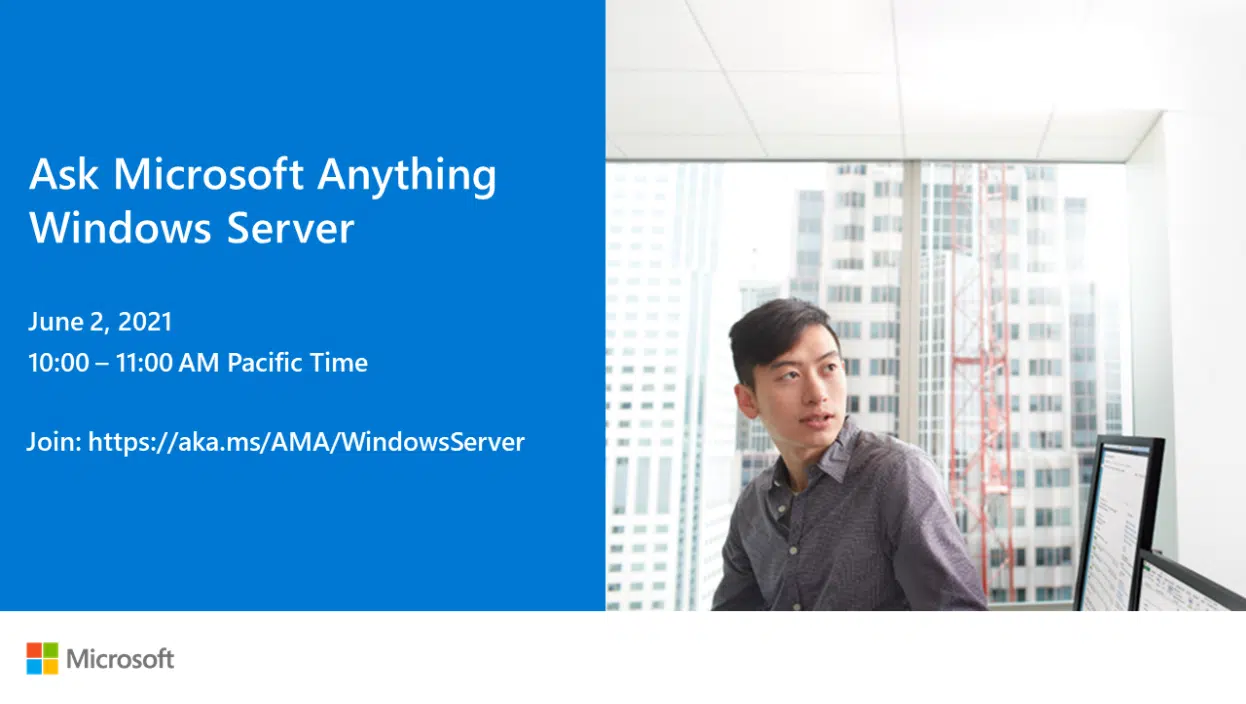 Ask Microsoft Anything
Windows Server
June 2, 2021
10:00 – 11:00 AM Pacific Time
Join: https://aka.ms/AMA/WindowsServer
Microsoft